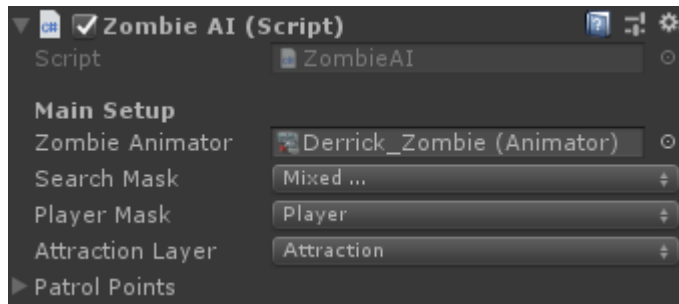 Zombie AI (Script)
Script ZombieAI
Main Setup
Zombie Animator Derrick_Zombie (Animator)
Search Mask Mixed ...
Player Mask Player
Attraction Layer Attraction
Patrol Points